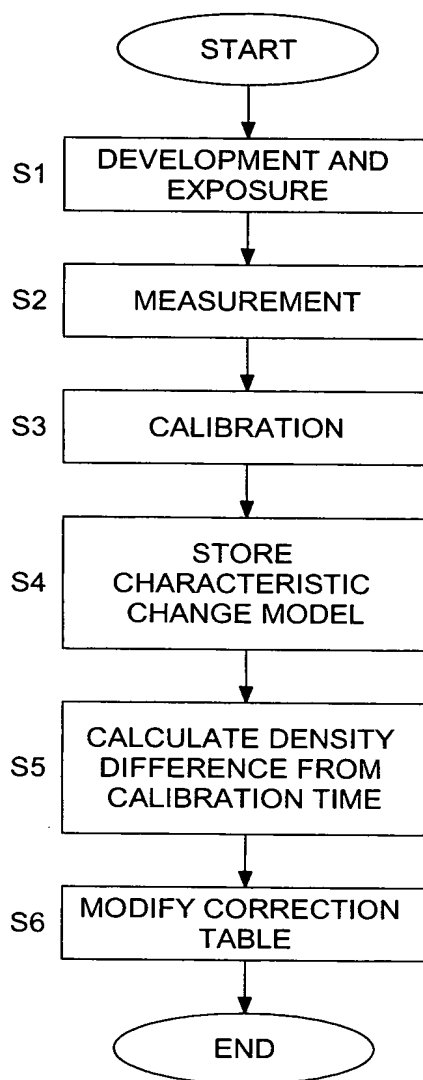 START
S1
DEVELOPMENT AND
EXPOSURE
S2
MEASUREMENT
S3
CALIBRATION
S4
STORE
CHARACTERISTIC
CHANGE MODEL
S5
CALCULATE DENSITY
DIFFERENCE FROM
CALIBRATION TIME
S6
MODIFY CORRECTION
TABLE
END